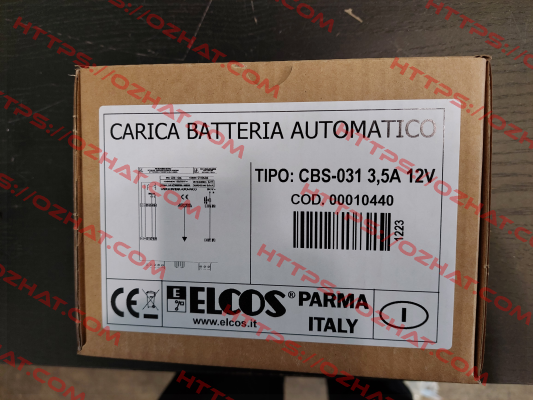 CARICA BATTERIA AUTOMATICO
TIPO: CBS-031 3,5A 12V
COD, 00010440
1223
CE
E
ELCOS® PARMA
www.elcos.it ITALY
I
HTTPS://OZHAT.COM